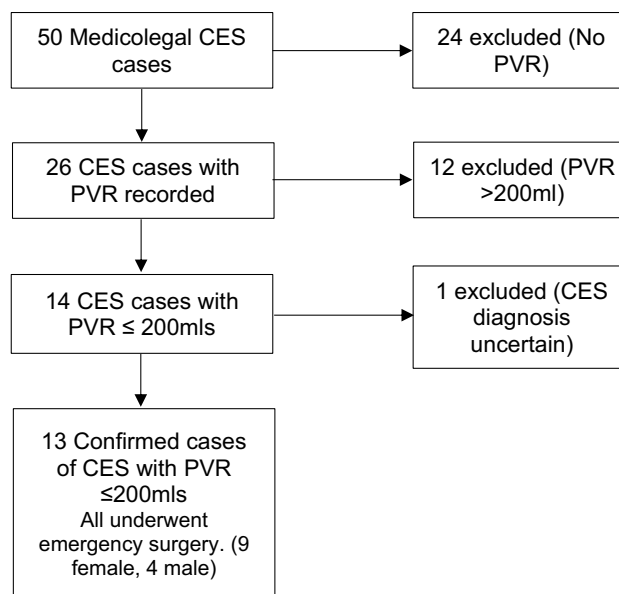 50 Medicolegal CES
cases
24 excluded (No
PVR)
26 CES cases with
PVR recorded
12 excluded (PVR
>200ml)
14 CES cases with
PVR ≤ 200mls
1 excluded (CES
diagnosis
uncertain)
13 Confirmed cases
of CES with PVR
≤200mls
All underwent
emergency surgery. (9
female, 4 male)